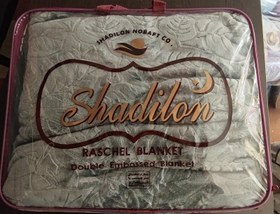 SHADILON NOBAFT CO.
Shadilon
RASCHEL BLANKET
Double Embossed Blanket